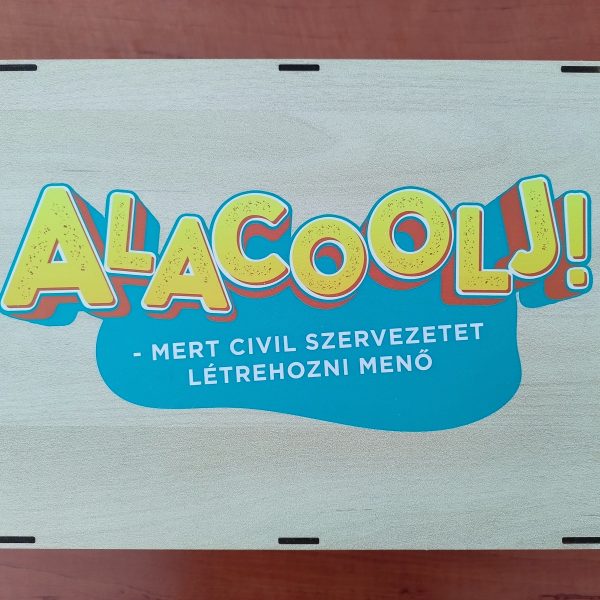 ALACOOLJ!
- MERT CIVIL SZERVEZETET
LÉTREHOZNI MENŐ